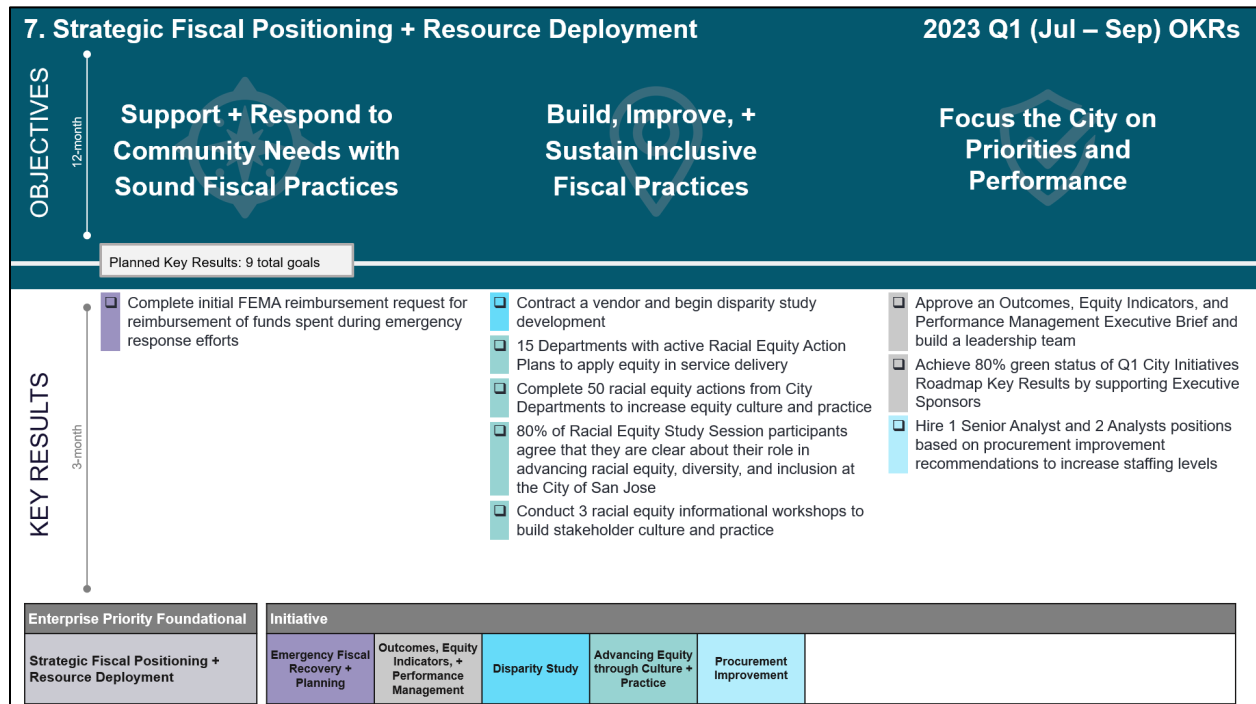 7. Strategic Fiscal Positioning + Resource Deployment
2023 Q1 (Jul – Sep) OKRs
OBJECTIVES
12-month
Support + Respond to
Community Needs with
Sound Fiscal Practices
Build, Improve, +
Sustain Inclusive
Fiscal Practices
Focus the City on
Priorities and
Performance
Planned Key Results: 9 total goals
KEY RESULTS
3-month
Complete initial FEMA reimbursement request for
reimbursement of funds spent during emergency
response efforts
Contract a vendor and begin disparity study
development
15 Departments with active Racial Equity Action
Plans to apply equity in service delivery
Complete 50 racial equity actions from City
Departments to increase equity culture and practice
80% of Racial Equity Study Session participants
agree that they are clear about their role in
advancing racial equity, diversity, and inclusion at
the City of San Jose
Conduct 3 racial equity informational workshops to
build stakeholder culture and practice
Approve an Outcomes, Equity Indicators, and
Performance Management Executive Brief and
build a leadership team
Achieve 80% green status of Q1 City Initiatives
Roadmap Key Results by supporting Executive
Sponsors
Hire 1 Senior Analyst and 2 Analysts positions
based on procurement improvement
recommendations to increase staffing levels
Enterprise Priority Foundational
Initiative
Strategic Fiscal Positioning +
Resource Deployment
Emergency Fiscal
Recovery +
Planning
Outcomes, Equity
Indicators, +
Performance
Management
Disparity Study
Advancing Equity
through Culture +
Practice
Procurement
Improvement